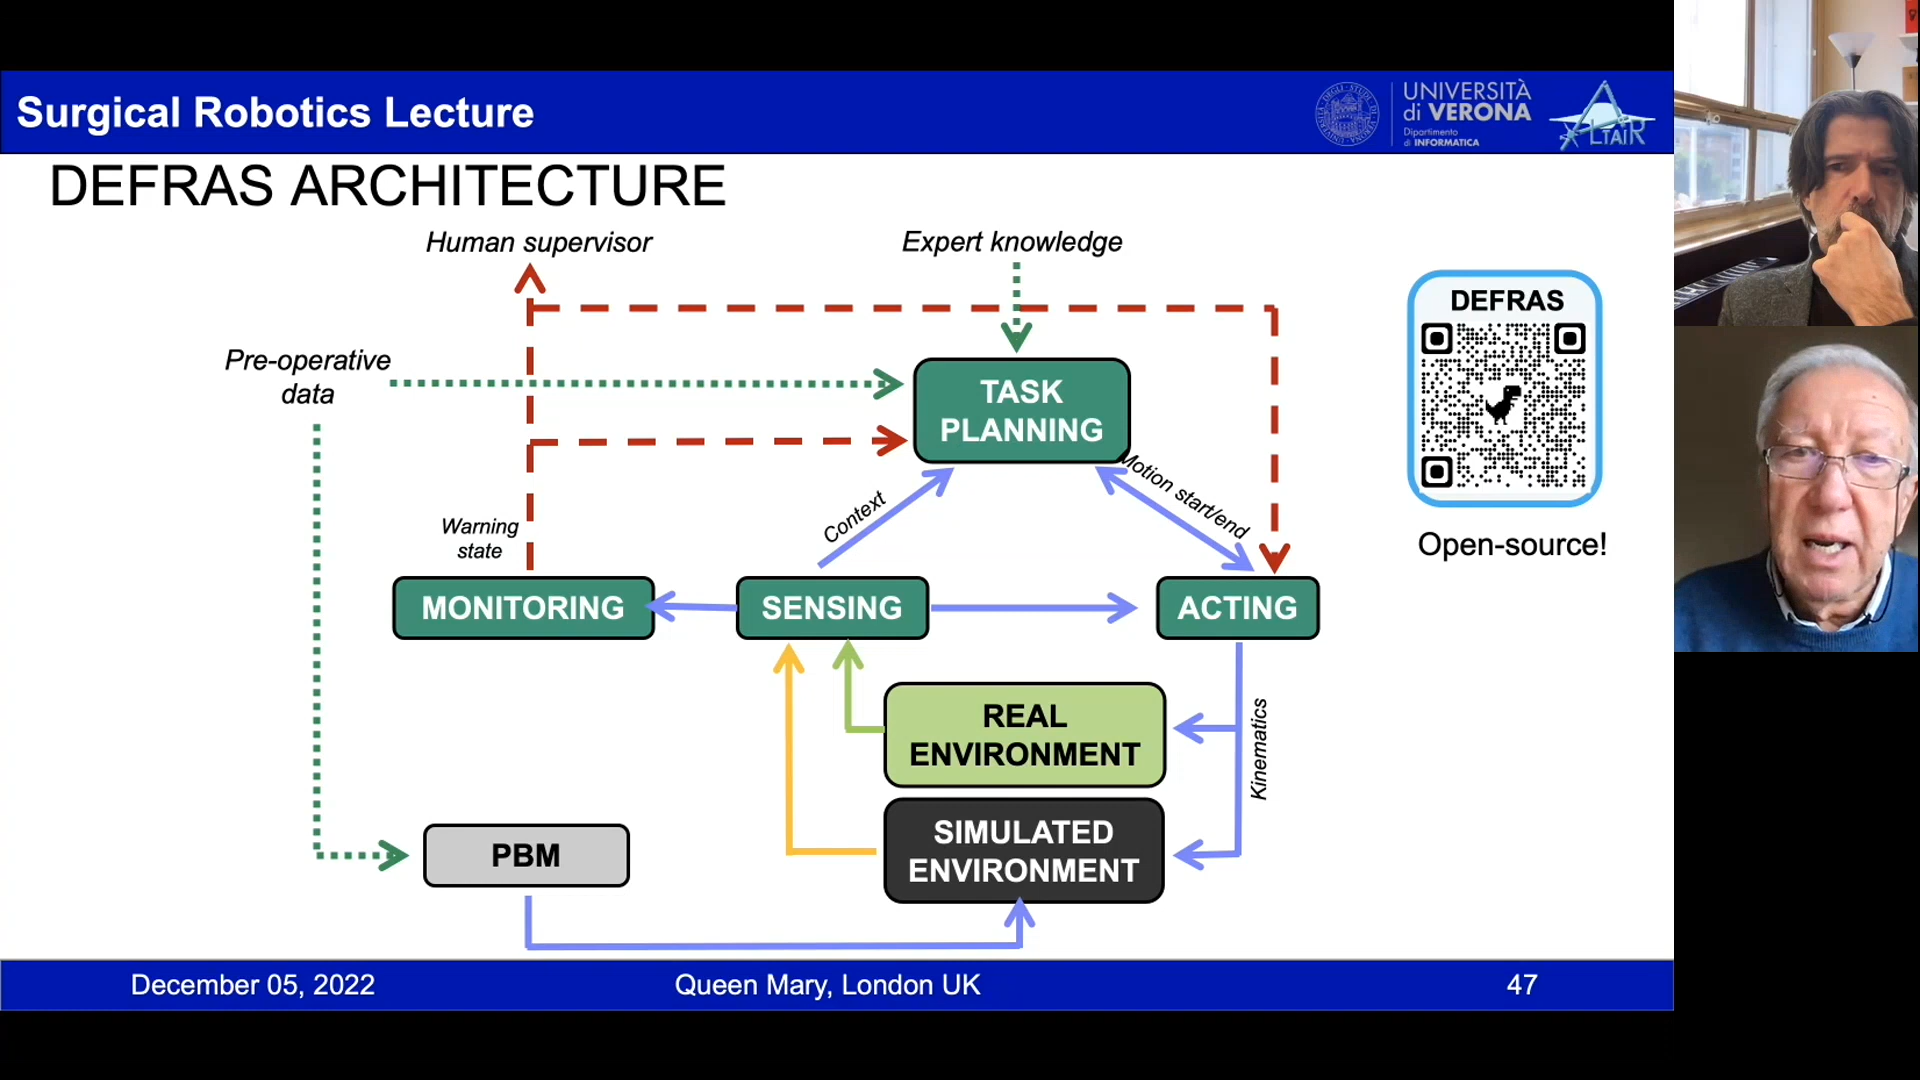 Surgical Robotics Lecture
UNIVERSITÀ
di VERONA
Dipartimento
di INFORMATICA
ALTAIR
DEFRAS ARCHITECTURE
Human supervisor
Expert knowledge
DEFRAS
Pre-operative
data
TASK
PLANNING
Motion start/end
Context
Warning
state
Open-source!
MONITORING
SENSING
ACTING
REAL
ENVIRONMENT
Kinematics
SIMULATED
ENVIRONMENT
PBM
December 05, 2022
Queen Mary, London UK
47